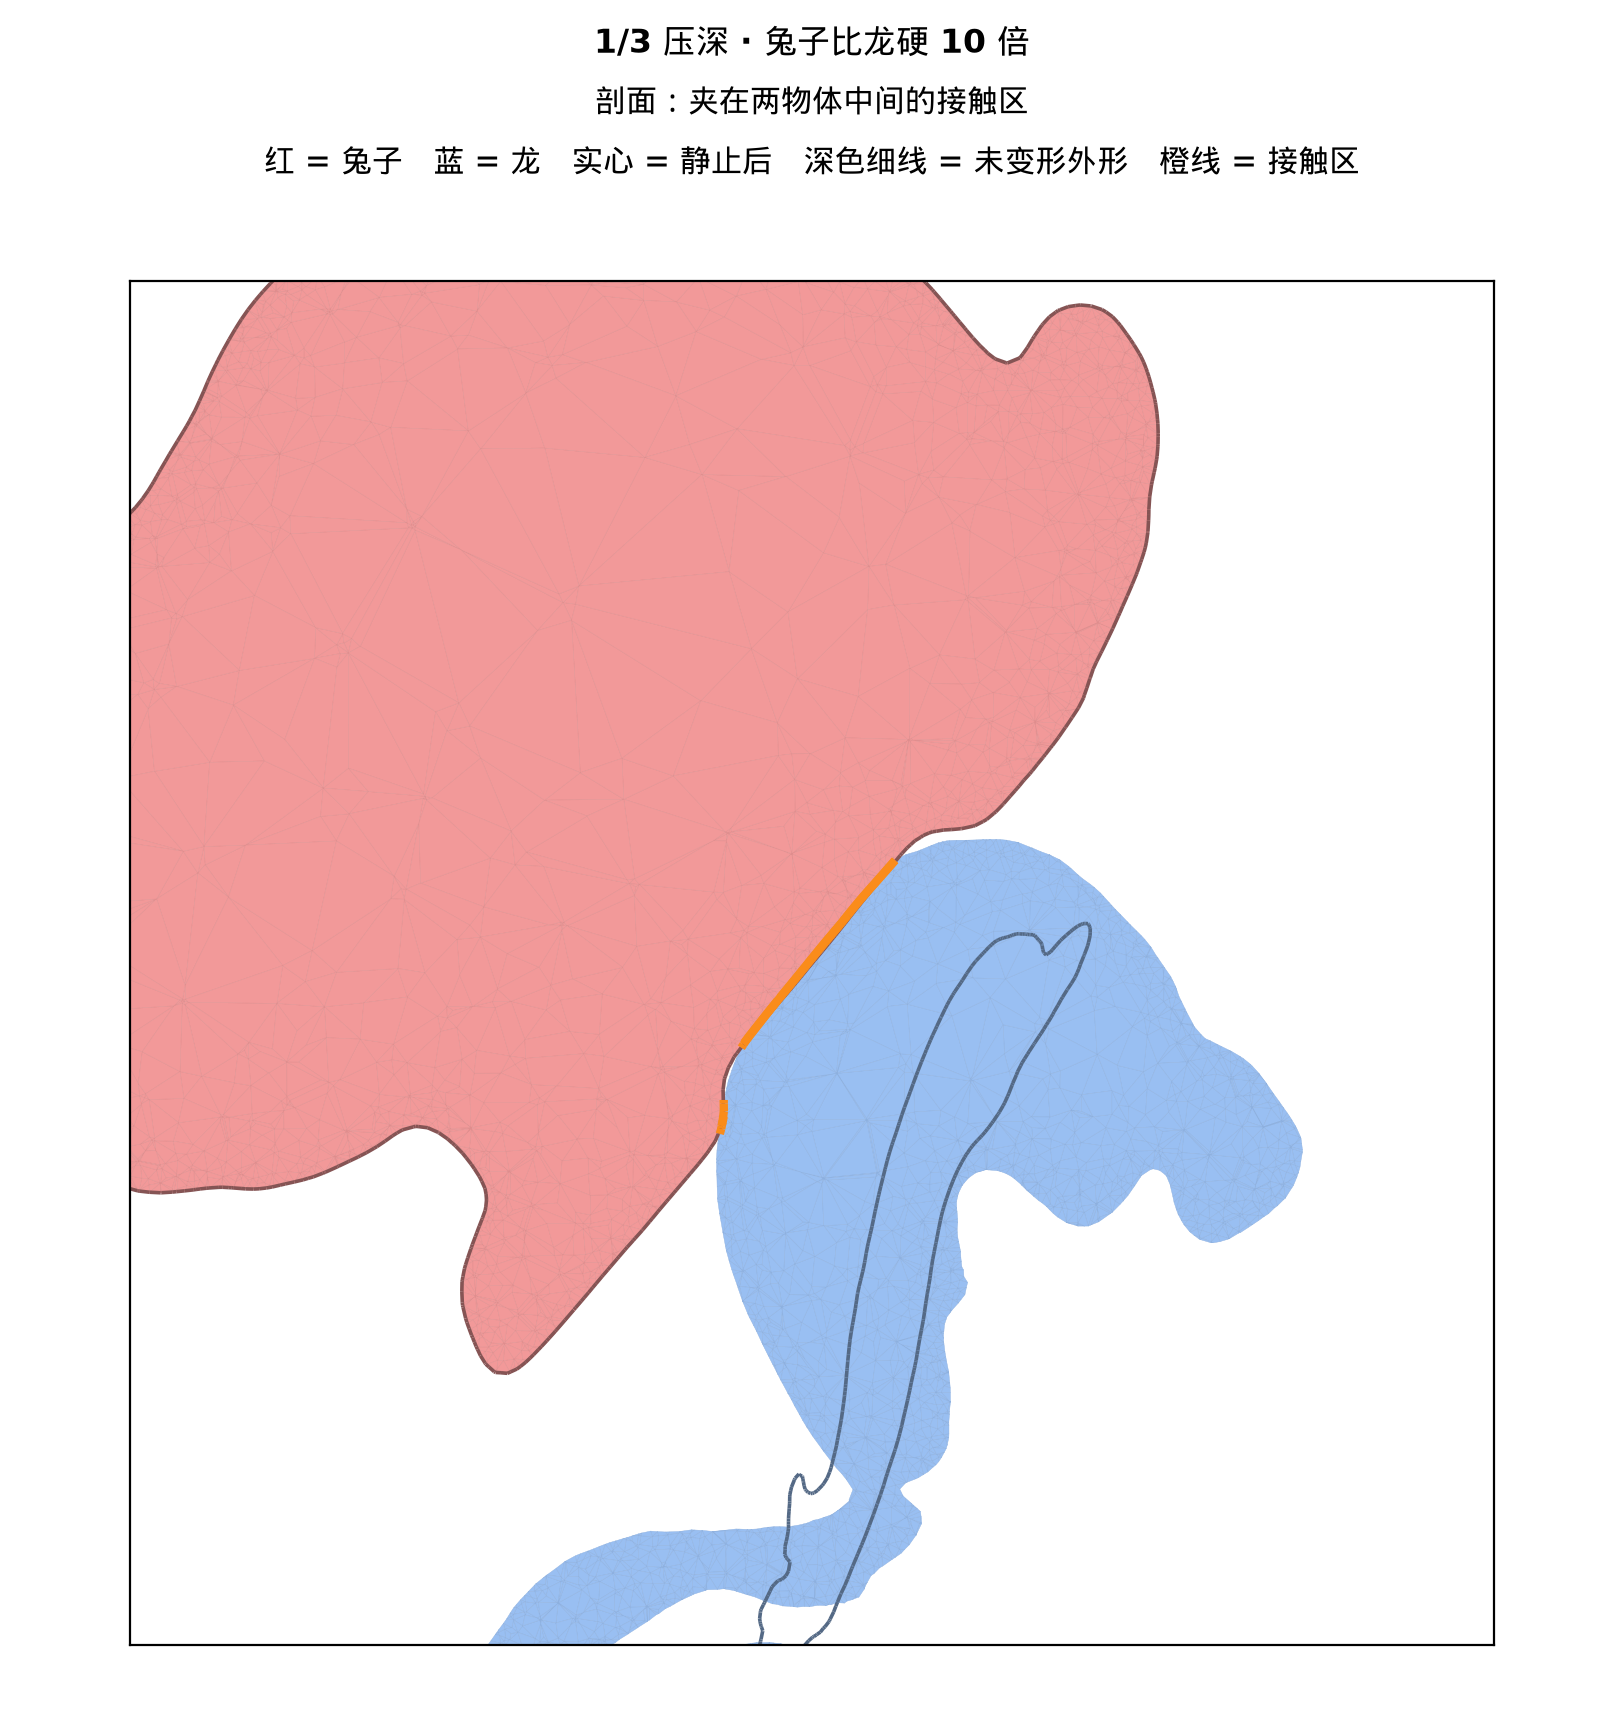 1/3 压深 · 兔子比龙硬 10 倍
剖面：夹在两物体中间的接触区
红 = 兔子 蓝 = 龙 实心 = 静止后 深色细线 = 未变形外形 橙线 = 接触区